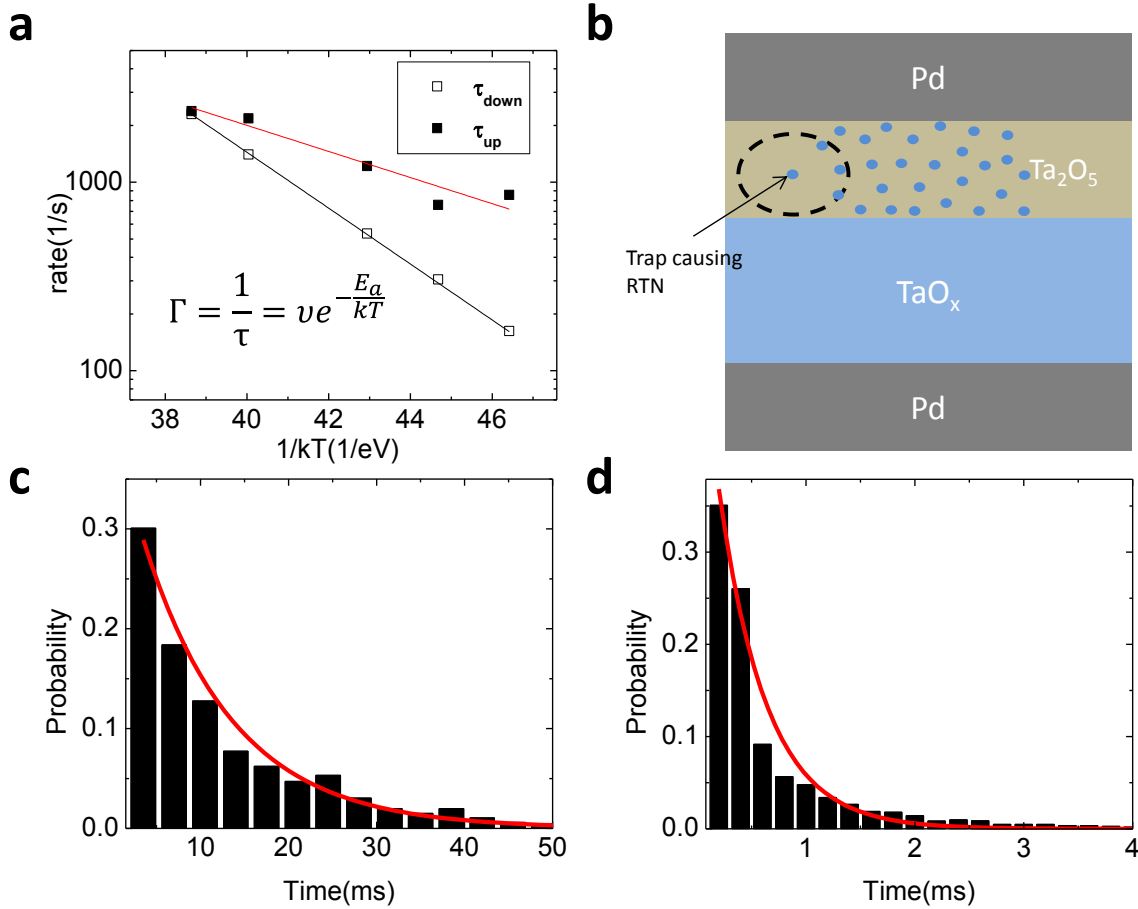 a
rate(1/s)
1000
100
τdown
τup
Γ = 1/τ = υe^(-Ea/kT)
38 40 42 44 46
1/kT(1/eV)
b
Pd
Ta2O5
Trap causing
RTN
TaOx
Pd
c
Probability
0.3
0.2
0.1
0.0
10 20 30 40 50
Time(ms)
d
Probability
0.3
0.2
0.1
0.0
1 2 3 4
Time(ms)